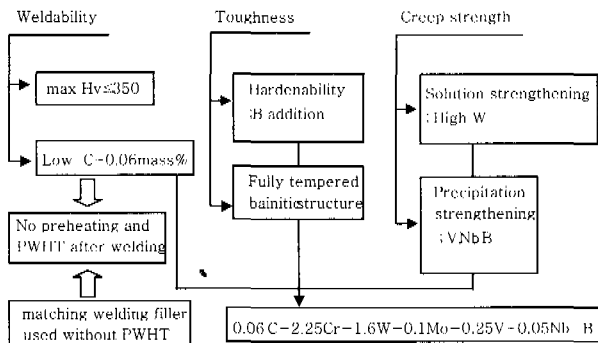 Weldability
max Hv≤350
Low C-0.06mass%
No preheating and
PWHT after welding
matching welding filler
used without PWHT
Toughness
Hardenability
:B addition
Fully tempered
bainiticstructure
Creep strength
Solution strengthening
:High W
Precipitation
strengthening
:V.Nb.B
0.06C-2.25Cr-1.6W-0.1Mo-0.25V-0.05Nb B